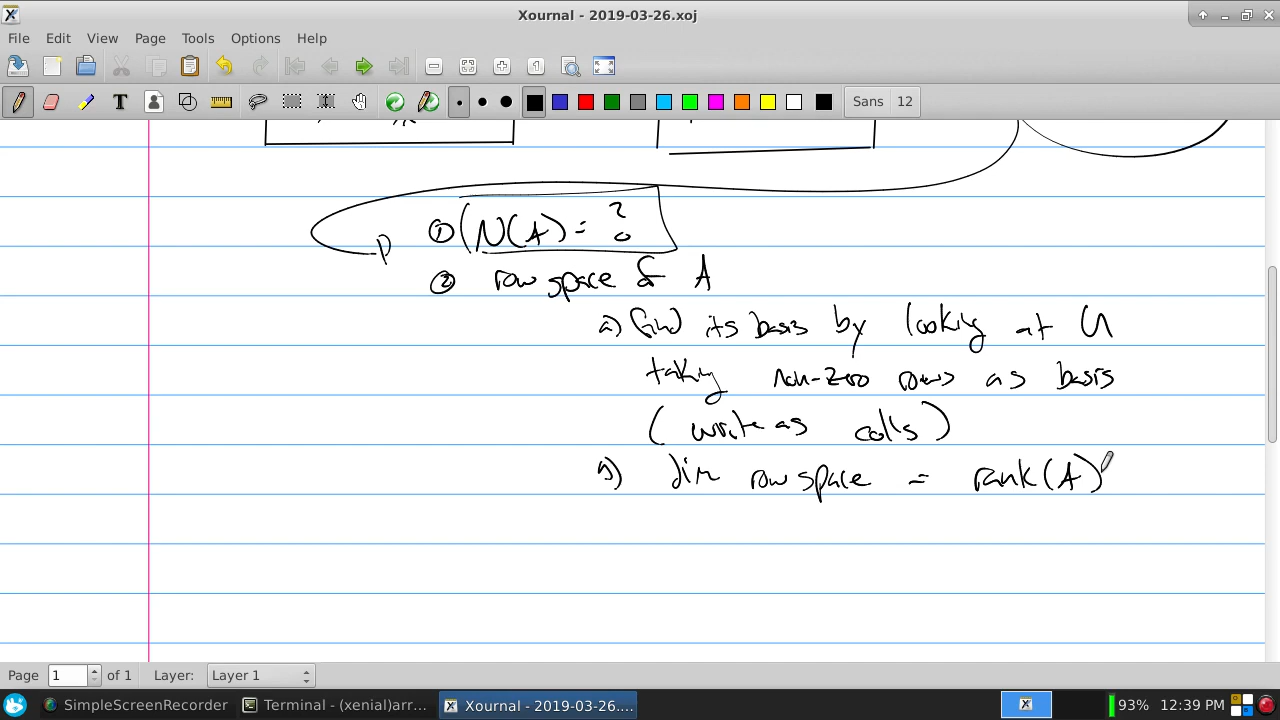 Xournal - 2019-03-26.xoj
File Edit View Page Tools Options Help
Sans 12
① N(A) = ?
② row space of A
a) find its basis by looking at U
taking non-zero rows as basis
(write as cols)
b) dim row space = rank(A)
Page 1 of 1 Layer: Layer 1
SimpleScreenRecorder Terminal - (xenial)arr... Xournal - 2019-03-26.... 93% 12:39 PM